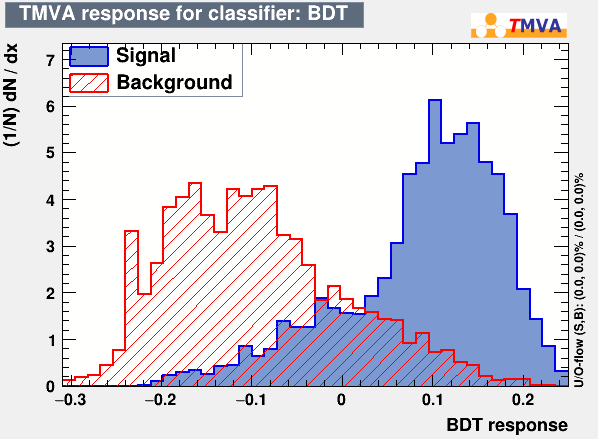 TMVA response for classifier: BDT
TMVA
(1/N) dN / dx
Signal
Background
7
6
5
4
3
2
1
0
−0.3 −0.2 −0.1 0 0.1 0.2
BDT response
U/O-flow (S,B): (0.0, 0.0)% / (0.0, 0.0)%